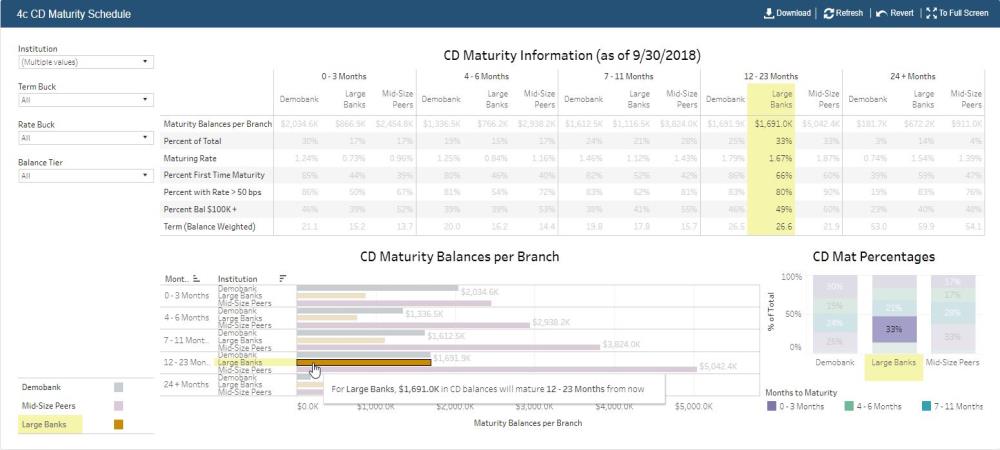 4c CD Maturity Schedule
Download | Refresh | Revert | To Full Screen
Institution
(Multiple values)
Term Buck
All
Rate Buck
All
Balance Tier
All
CD Maturity Information (as of 9/30/2018)
0 - 3 Months 4 - 6 Months 7 - 11 Months 12 - 23 Months 24 + Months
Demobank Large Banks Mid-Size Peers Demobank Large Banks Mid-Size Peers Demobank Large Banks Mid-Size Peers Demobank Large Banks Mid-Size Peers Demobank Large Banks Mid-Size Peers
Maturity Balances per Branch $2,034.6K $866.9K $2,454.8K $1,336.5K $766.2K $2,938.2K $1,612.5K $1,116.5K $3,824.0K $1,691.9K $1,691.0K $5,042.4K $181.7K $672.2K $911.0K
Percent of Total 30% 17% 17% 19% 15% 17% 24% 21% 28% 25% 33% 33% 3% 14% 4%
Maturing Rate 1.24% 0.73% 0.96% 1.25% 0.84% 1.16% 1.46% 1.12% 1.43% 1.79% 1.67% 1.87% 0.74% 1.54% 1.39%
Percent First Time Maturity 85% 44% 39% 80% 46% 40% 82% 52% 42% 86% 66% 60% 39% 59% 47%
Percent with Rate > 50 bps 86% 50% 67% 81% 54% 72% 83% 62% 81% 83% 80% 90% 19% 83% 76%
Percent Bal $100K + 46% 39% 52% 39% 39% 53% 38% 41% 55% 46% 49% 60% 23% 40% 48%
Term (Balance Weighted) 21.1 15.2 13.7 20.0 16.2 14.4 19.8 17.8 15.7 26.5 26.6 21.9 53.0 59.9 54.1
CD Maturity Balances per Branch
Mont.. Institution
0 - 3 Months Demobank $2,034.6K
Large Banks
Mid-Size Peers
4 - 6 Months Demobank $1,336.5K
Large Banks
Mid-Size Peers $2,938.2K
7 - 11 Mont.. Demobank $1,612.5K
Large Banks
Mid-Size Peers $3,824.0K
12 - 23 Mon.. Demobank $1,691.9K
Large Banks
Mid-Size Peers $5,042.4K
24 + Months Demobank
Large Banks
Mid-Size Peers
For Large Banks, $1,691.0K in CD balances will mature 12 - 23 Months from now
$0.0K $1,000.0K $2,000.0K $3,000.0K $4,000.0K $5,000.0K
Maturity Balances per Branch
CD Mat Percentages
% of Total
100%
50%
0%
30% 19% 24% 25%
21% 33%
17% 17% 28% 33%
Demobank Large Banks Mid-Size Peers
Months to Maturity
0 - 3 Months 4 - 6 Months 7 - 11 Months
Demobank
Mid-Size Peers
Large Banks